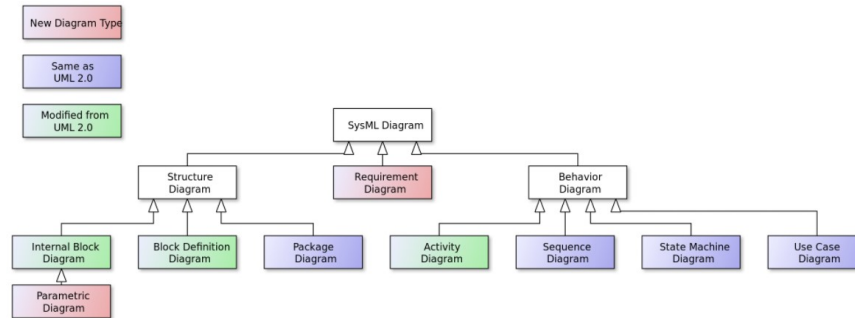 New Diagram Type
Same as
UML 2.0
Modified from
UML 2.0
SysML Diagram
Structure
Diagram
Requirement
Diagram
Behavior
Diagram
Internal Block
Diagram
Block Definition
Diagram
Package
Diagram
Activity
Diagram
Sequence
Diagram
State Machine
Diagram
Use Case
Diagram
Parametric
Diagram